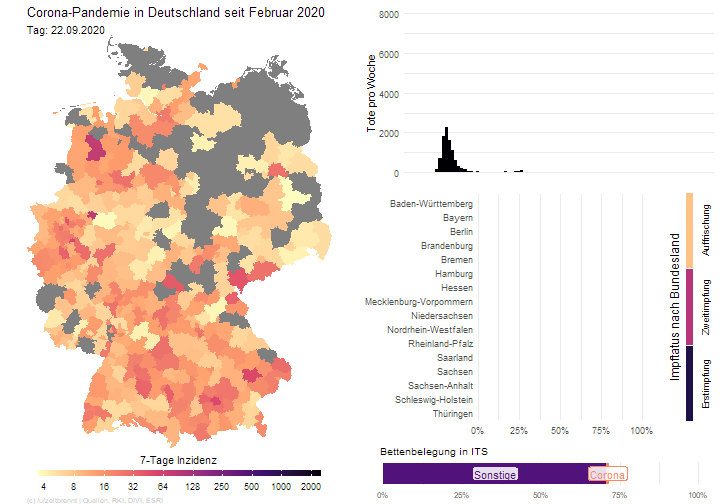 Corona-Pandemie in Deutschland seit Februar 2020
Tag: 22.09.2020
7-Tage Inzidenz
4 8 16 32 64 128 250 500 1000 2000
(c) /u/zeitbrennt | Quellen: RKI, DIVI, ESRI
Tote pro Woche
8000
6000
4000
2000
0
Impfstatus nach Bundesland
Baden-Württemberg
Bayern
Berlin
Brandenburg
Bremen
Hamburg
Hessen
Mecklenburg-Vorpommern
Niedersachsen
Nordrhein-Westfalen
Rheinland-Pfalz
Saarland
Sachsen
Sachsen-Anhalt
Schleswig-Holstein
Thüringen
0% 25% 50% 75% 100%
Auffrischung
Zweitimpfung
Erstimpfung
Bettenbelegung in ITS
Sonstige Corona
0% 25% 50% 75% 100%